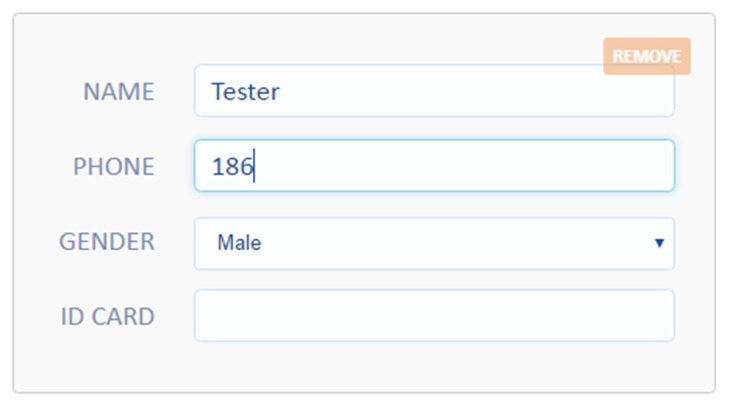 REMOVE
NAME Tester
PHONE 186
GENDER Male
ID CARD